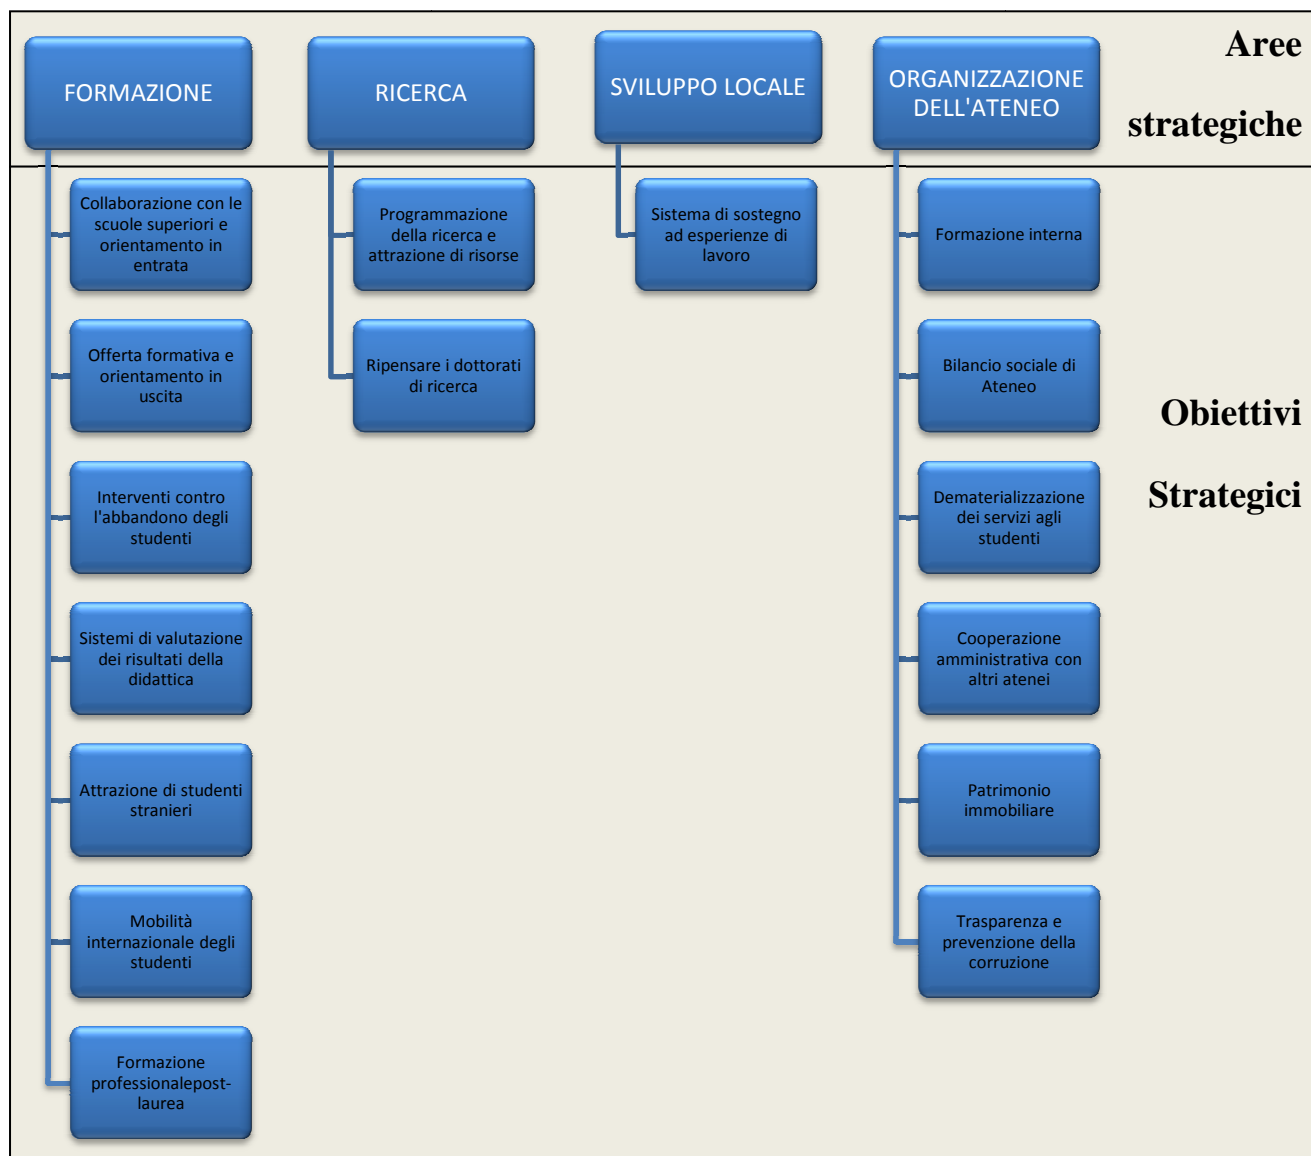 Aree
strategiche
FORMAZIONE
RICERCA
SVILUPPO LOCALE
ORGANIZZAZIONE
DELL'ATENEO
Obiettivi
Strategici
Collaborazione con le
scuole superiori e
orientamento in
entrata
Offerta formativa e
orientamento in
uscita
Interventi contro
l'abbandono degli
studenti
Sistemi di valutazione
dei risultati della
didattica
Attrazione di studenti
stranieri
Mobilità
internazionale degli
studenti
Formazione
professionalepost-
laurea
Programmazione
della ricerca e
attrazione di risorse
Ripensare i dottorati
di ricerca
Sistema di sostegno
ad esperienze di
lavoro
Formazione interna
Bilancio sociale di
Ateneo
Dematerializzazione
dei servizi agli
studenti
Cooperazione
amministrativa con
altri atenei
Patrimonio
immobiliare
Trasparenza e
prevenzione della
corruzione